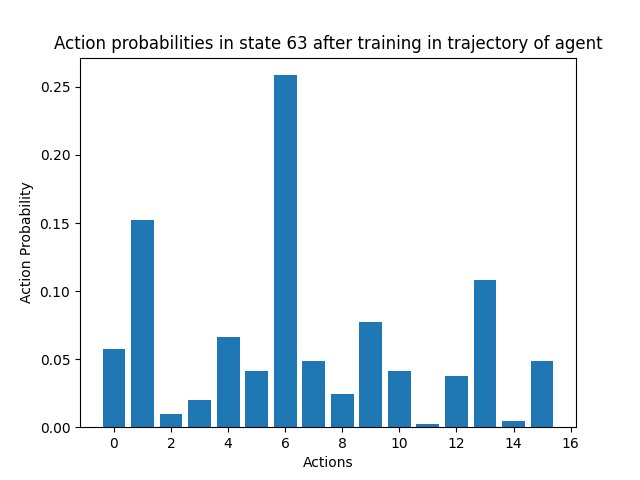 Action probabilities in state 63 after training in trajectory of agent
0.25
0.20
0.15
0.10
0.05
0.00
Action Probability
0 2 4 6 8 10 12 14 16
Actions